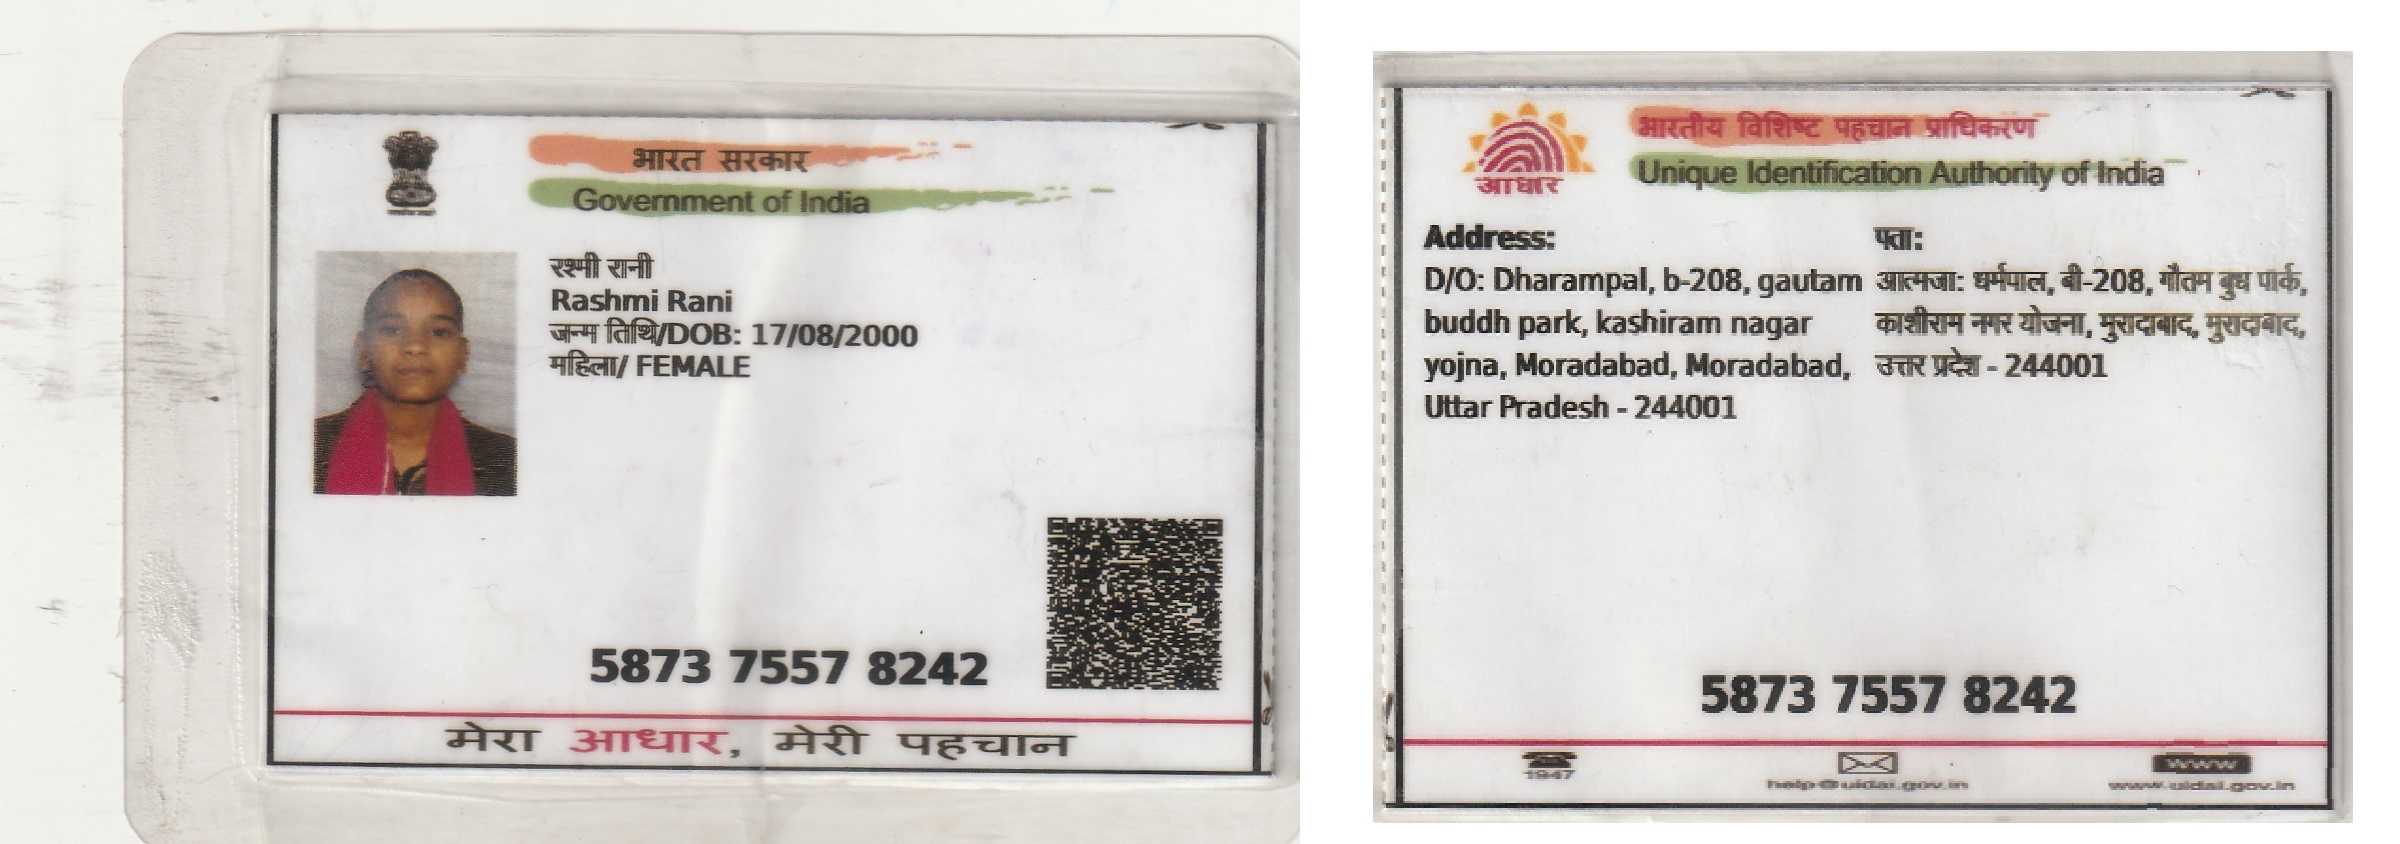 भारत सरकार
Government of India
रश्मी रानी
Rashmi Rani
जन्म तिथि/DOB: 17/08/2000
महिला/ FEMALE
5873 7557 8242
मेरा आधार, मेरी पहचान
भारतीय विशिष्ट पहचान प्राधिकरण
Unique Identification Authority of India
आधार
Address:
D/O: Dharampal, b-208, gautam
buddh park, kashiram nagar
yojna, Moradabad, Moradabad,
Uttar Pradesh - 244001
पता:
आत्मजा: धर्मपाल, बी-208, गौतम बुध पार्क,
काशीराम नगर योजना, मुरादाबाद, मुरादाबाद,
उत्तर प्रदेश - 244001
5873 7557 8242
1947
help@uidai.gov.in
www
www.uidai.gov.in